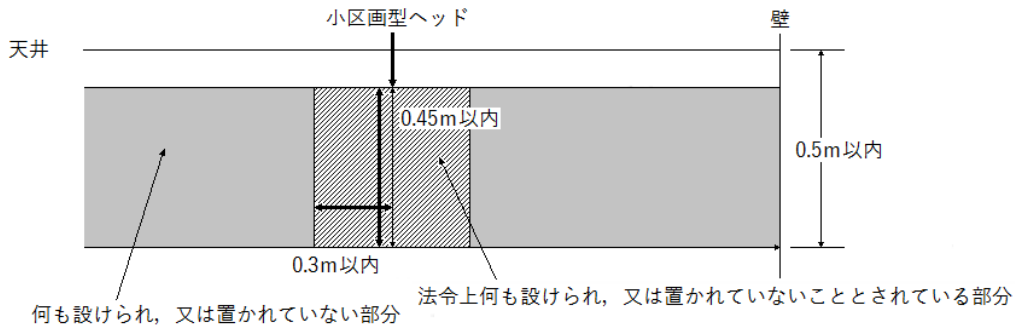 小区画型ヘッド
壁
天井
0.45m以内
0.5m以内
0.3m以内
何も設けられ，又は置かれていない部分
法令上何も設けられ，又は置かれていないこととされている部分